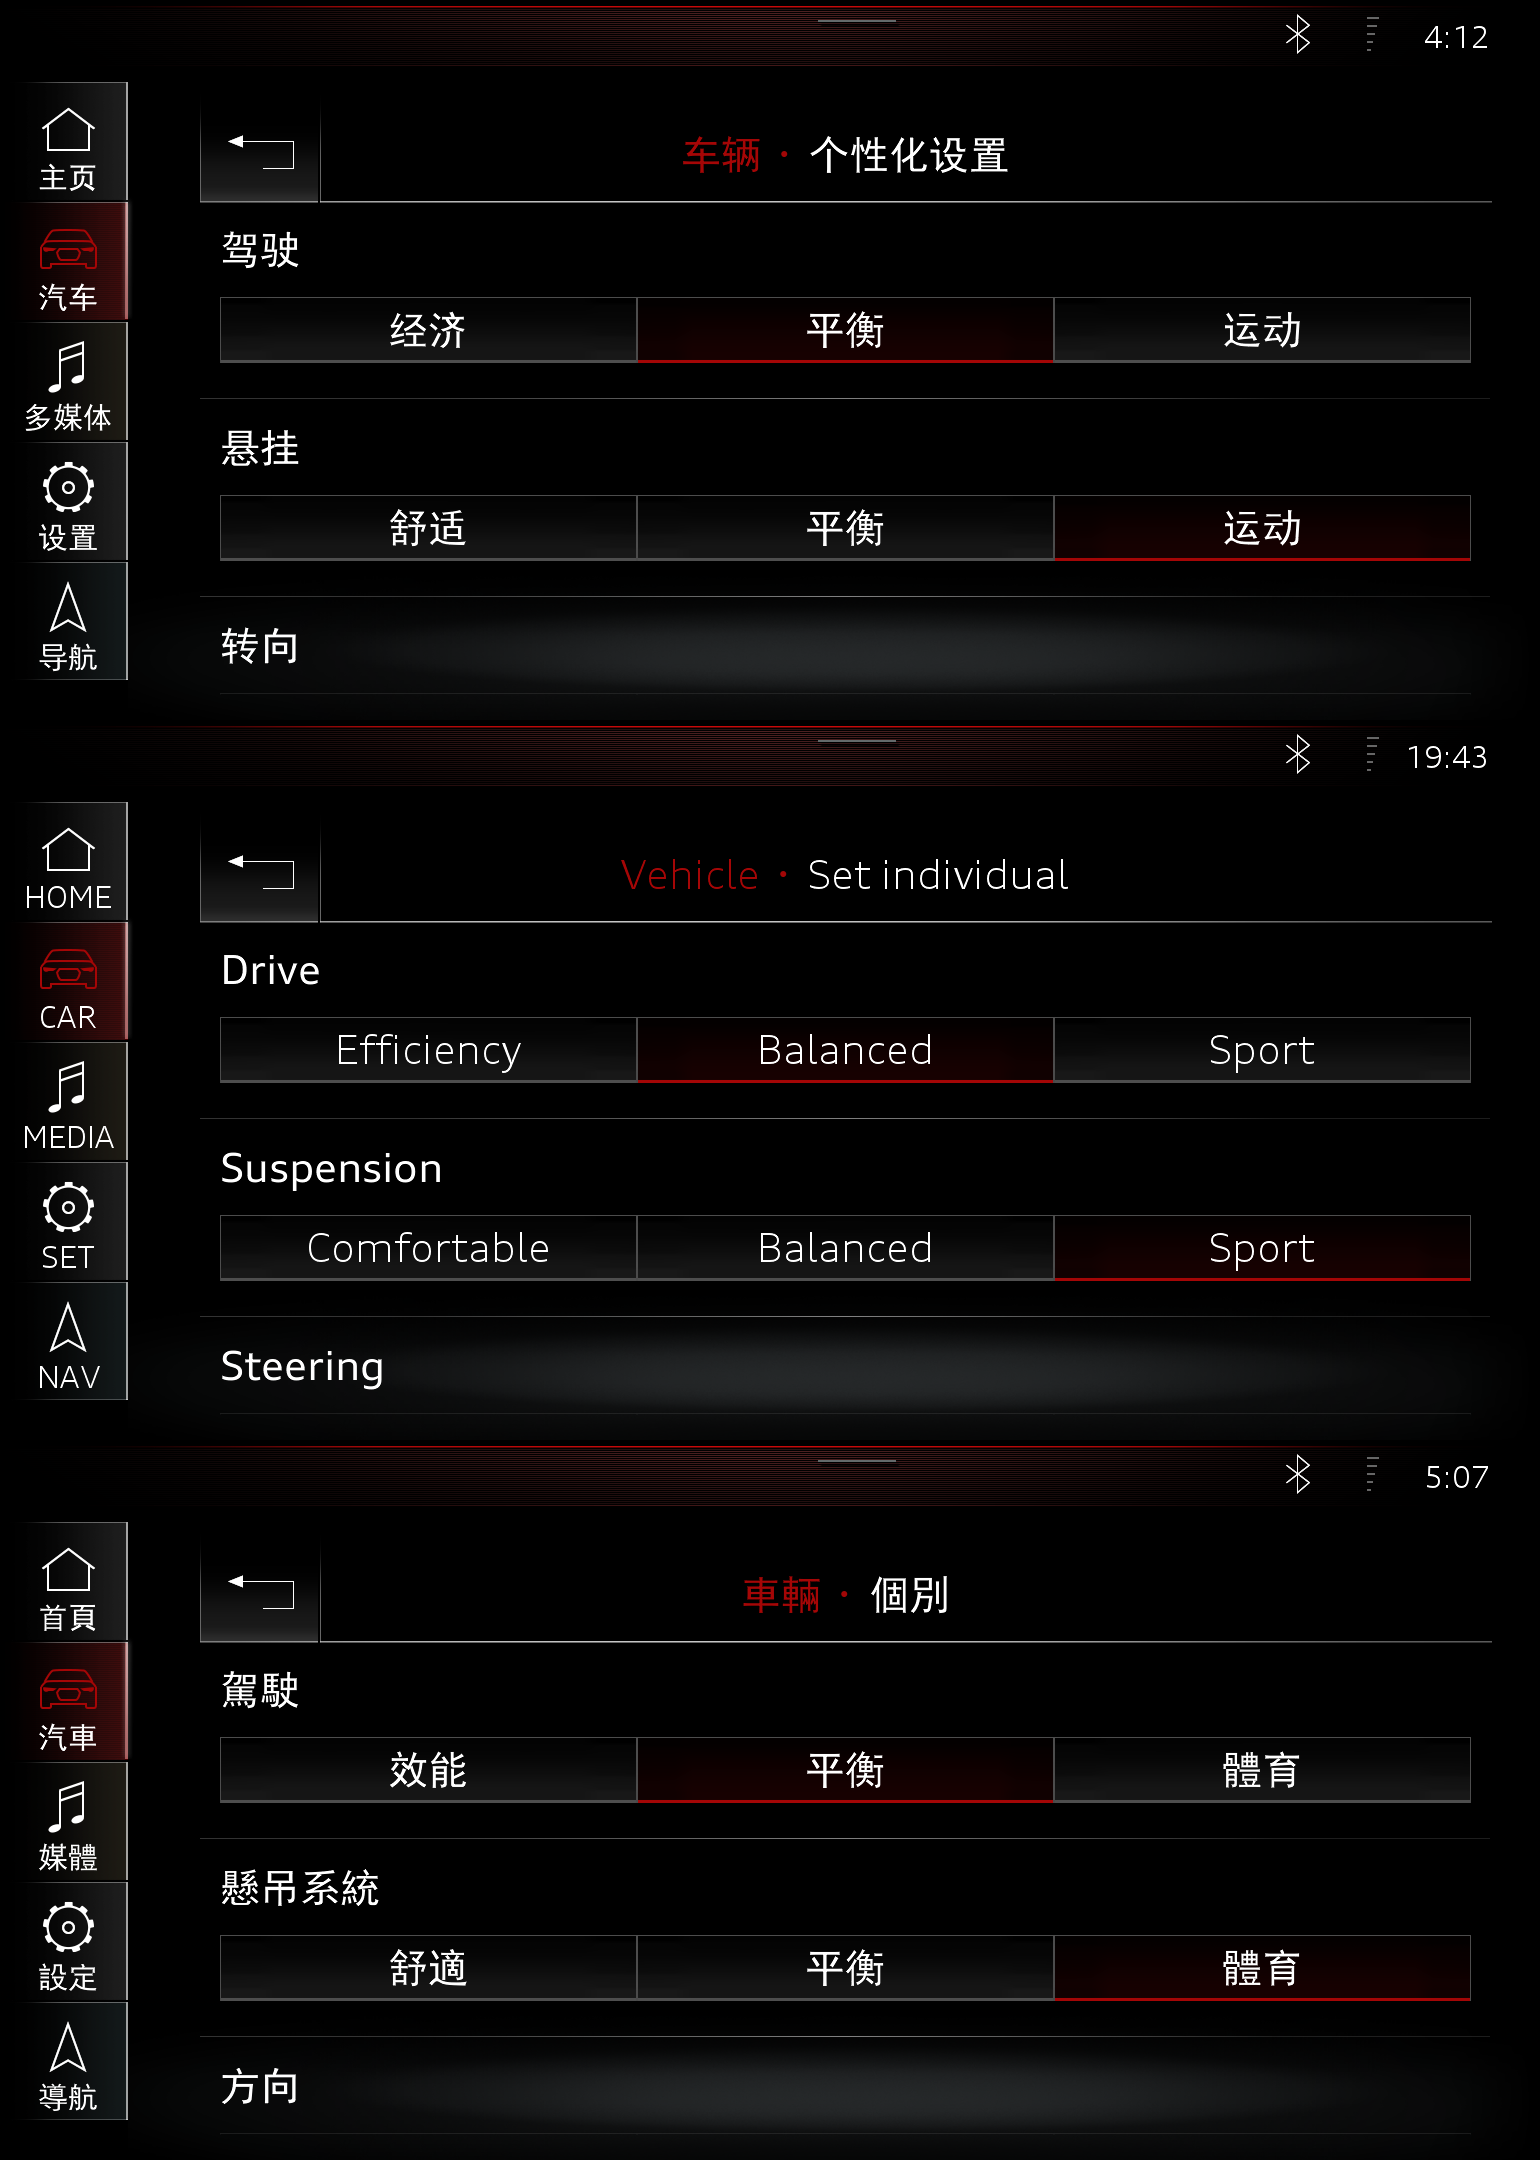 4:12
主页
车辆 · 个性化设置
汽车
驾驶
经济 平衡 运动
多媒体
悬挂
设置
舒适 平衡 运动
导航
转向
19:43
HOME
Vehicle · Set individual
CAR
Drive
Efficiency Balanced Sport
MEDIA
Suspension
SET
Comfortable Balanced Sport
NAV
Steering
5:07
首頁
車輛 · 個別
汽車
駕駛
效能 平衡 體育
媒體
懸吊系統
設定
舒適 平衡 體育
導航
方向